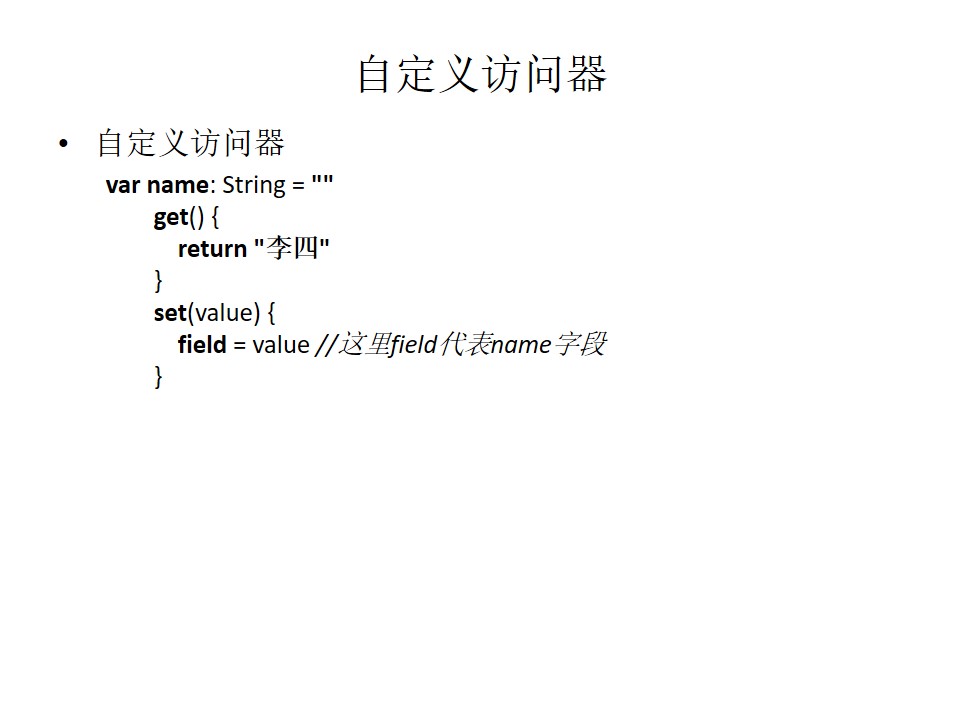 自定义访问器
• 自定义访问器
var name: String = ""
get() {
return "李四"
}
set(value) {
field = value //这里field代表name字段
}